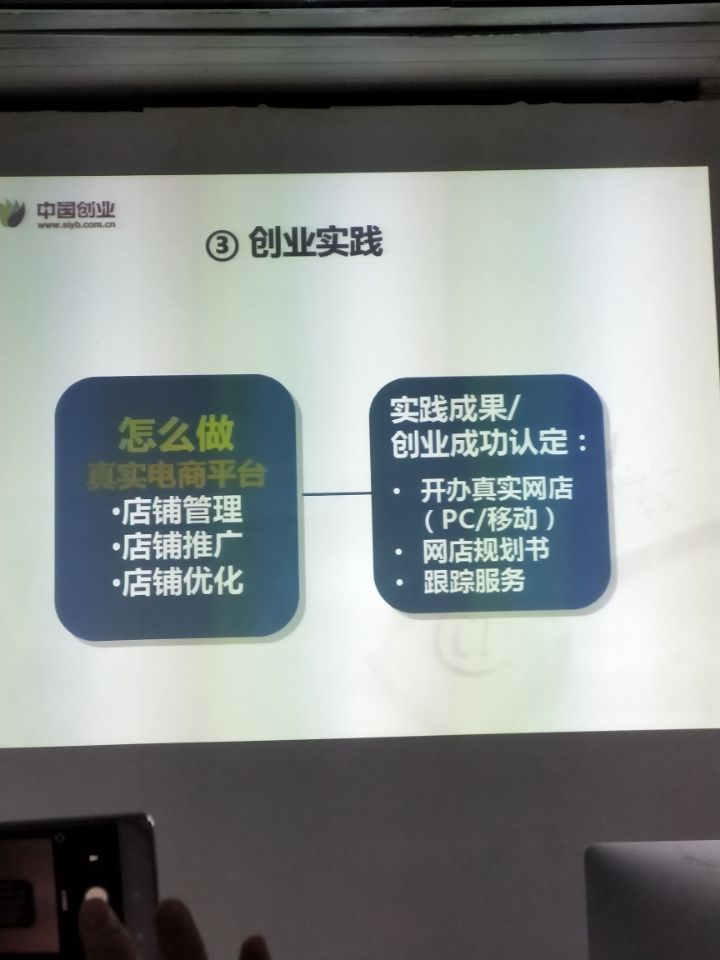 中国创业
www.siyb.com.cn
③ 创业实践
怎么做
真实电商平台
•店铺管理
•店铺推广
•店铺优化
实践成果/
创业成功认定：
• 开办真实网店
（PC/移动）
• 网店规划书
• 跟踪服务